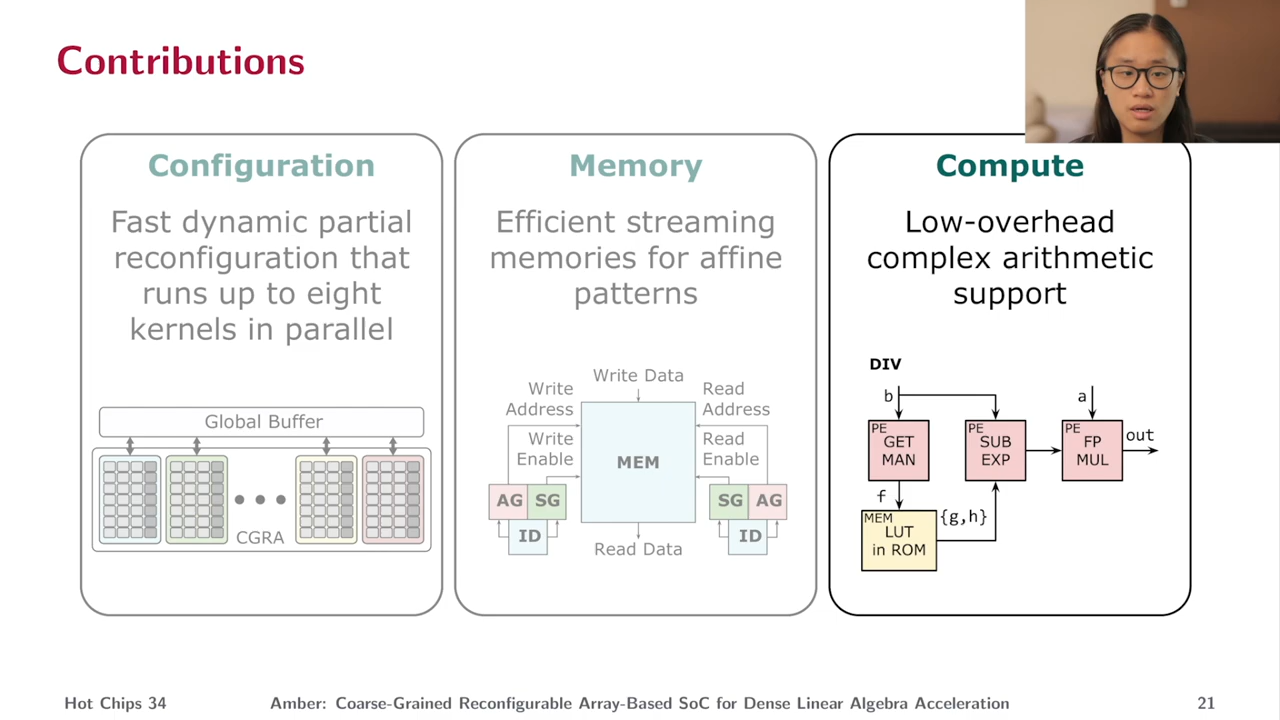 Contributions
Configuration
Fast dynamic partial
reconfiguration that
runs up to eight
kernels in parallel
Global Buffer
CGRA
Memory
Efficient streaming
memories for affine
patterns
Write Data
Write
Address
Read
Address
Write
Enable
Read
Enable
MEM
AG SG
SG AG
ID
ID
Read Data
Compute
Low-overhead
complex arithmetic
support
DIV
b
a
PE
GET
MAN
PE
SUB
EXP
PE
FP
MUL
out
f
{g,h}
MEM
LUT
in ROM
Hot Chips 34
Amber: Coarse-Grained Reconfigurable Array-Based SoC for Dense Linear Algebra Acceleration
21